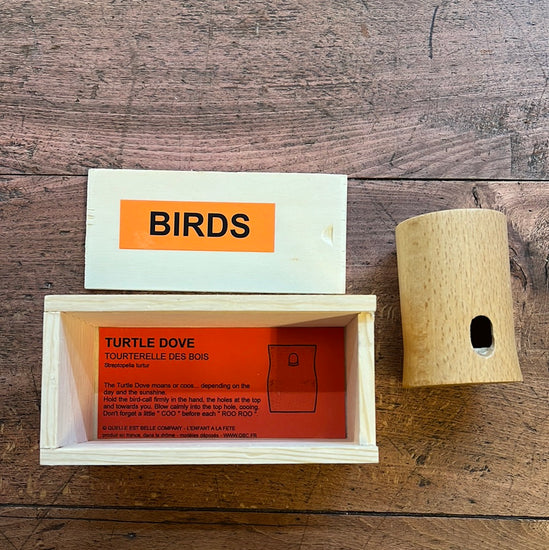 BIRDS
TURTLE DOVE
TOURTERELLE DES BOIS
Streptopelia turtur
The Turtle Dove moans or coos... depending on the
day and the sunshine.
Hold the bird-call firmly in the hand, the holes at the top
and towards you. Blow calmly into the top hole, cooing.
Don't forget a little " COO " before each " ROO ROO ".
© QUELLE EST BELLE COMPANY - L'ENFANT A LA FETE
produit en france, dans la drôme - modèles déposés - WWW.QBC.FR